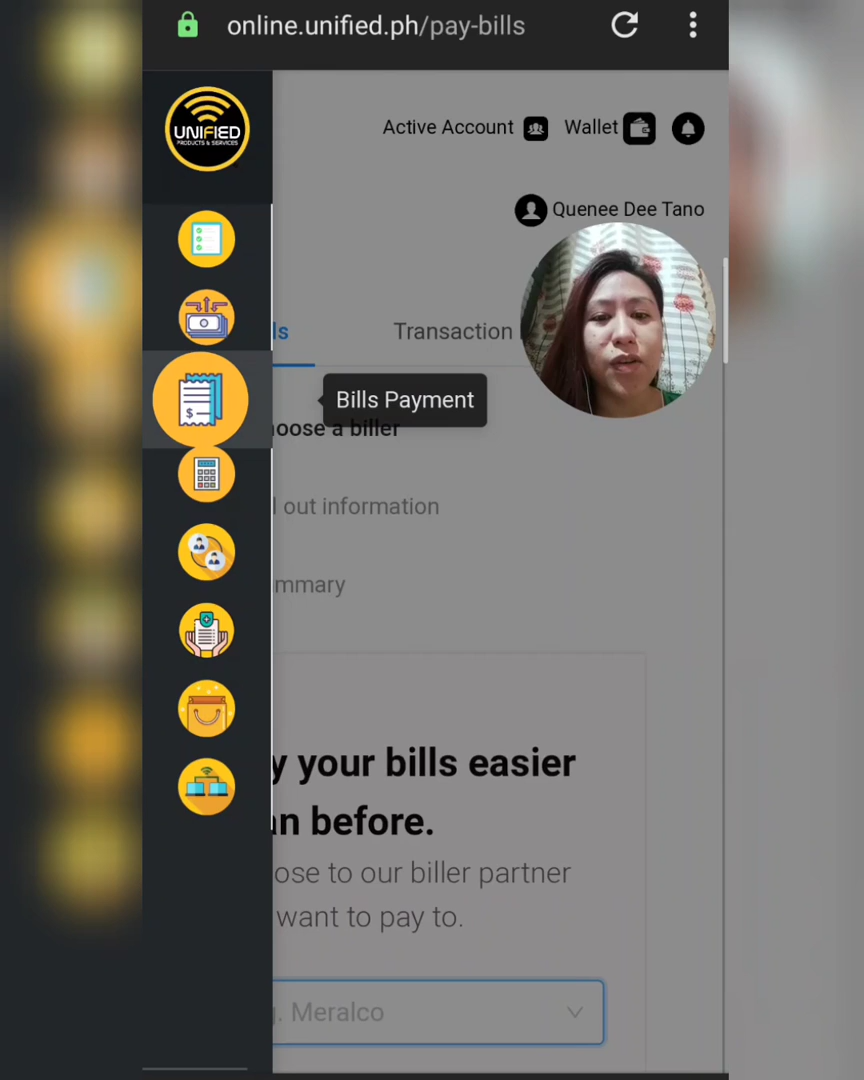 online.unified.ph/pay-bills
UNIFIED
PRODUCTS & SERVICES
Active Account
Wallet
Quenee Dee Tano
ls
Transaction
Bills Payment
oose a biller
l out information
mmary
y your bills easier
an before.
ose to our biller partner
want to pay to.
. Meralco
$